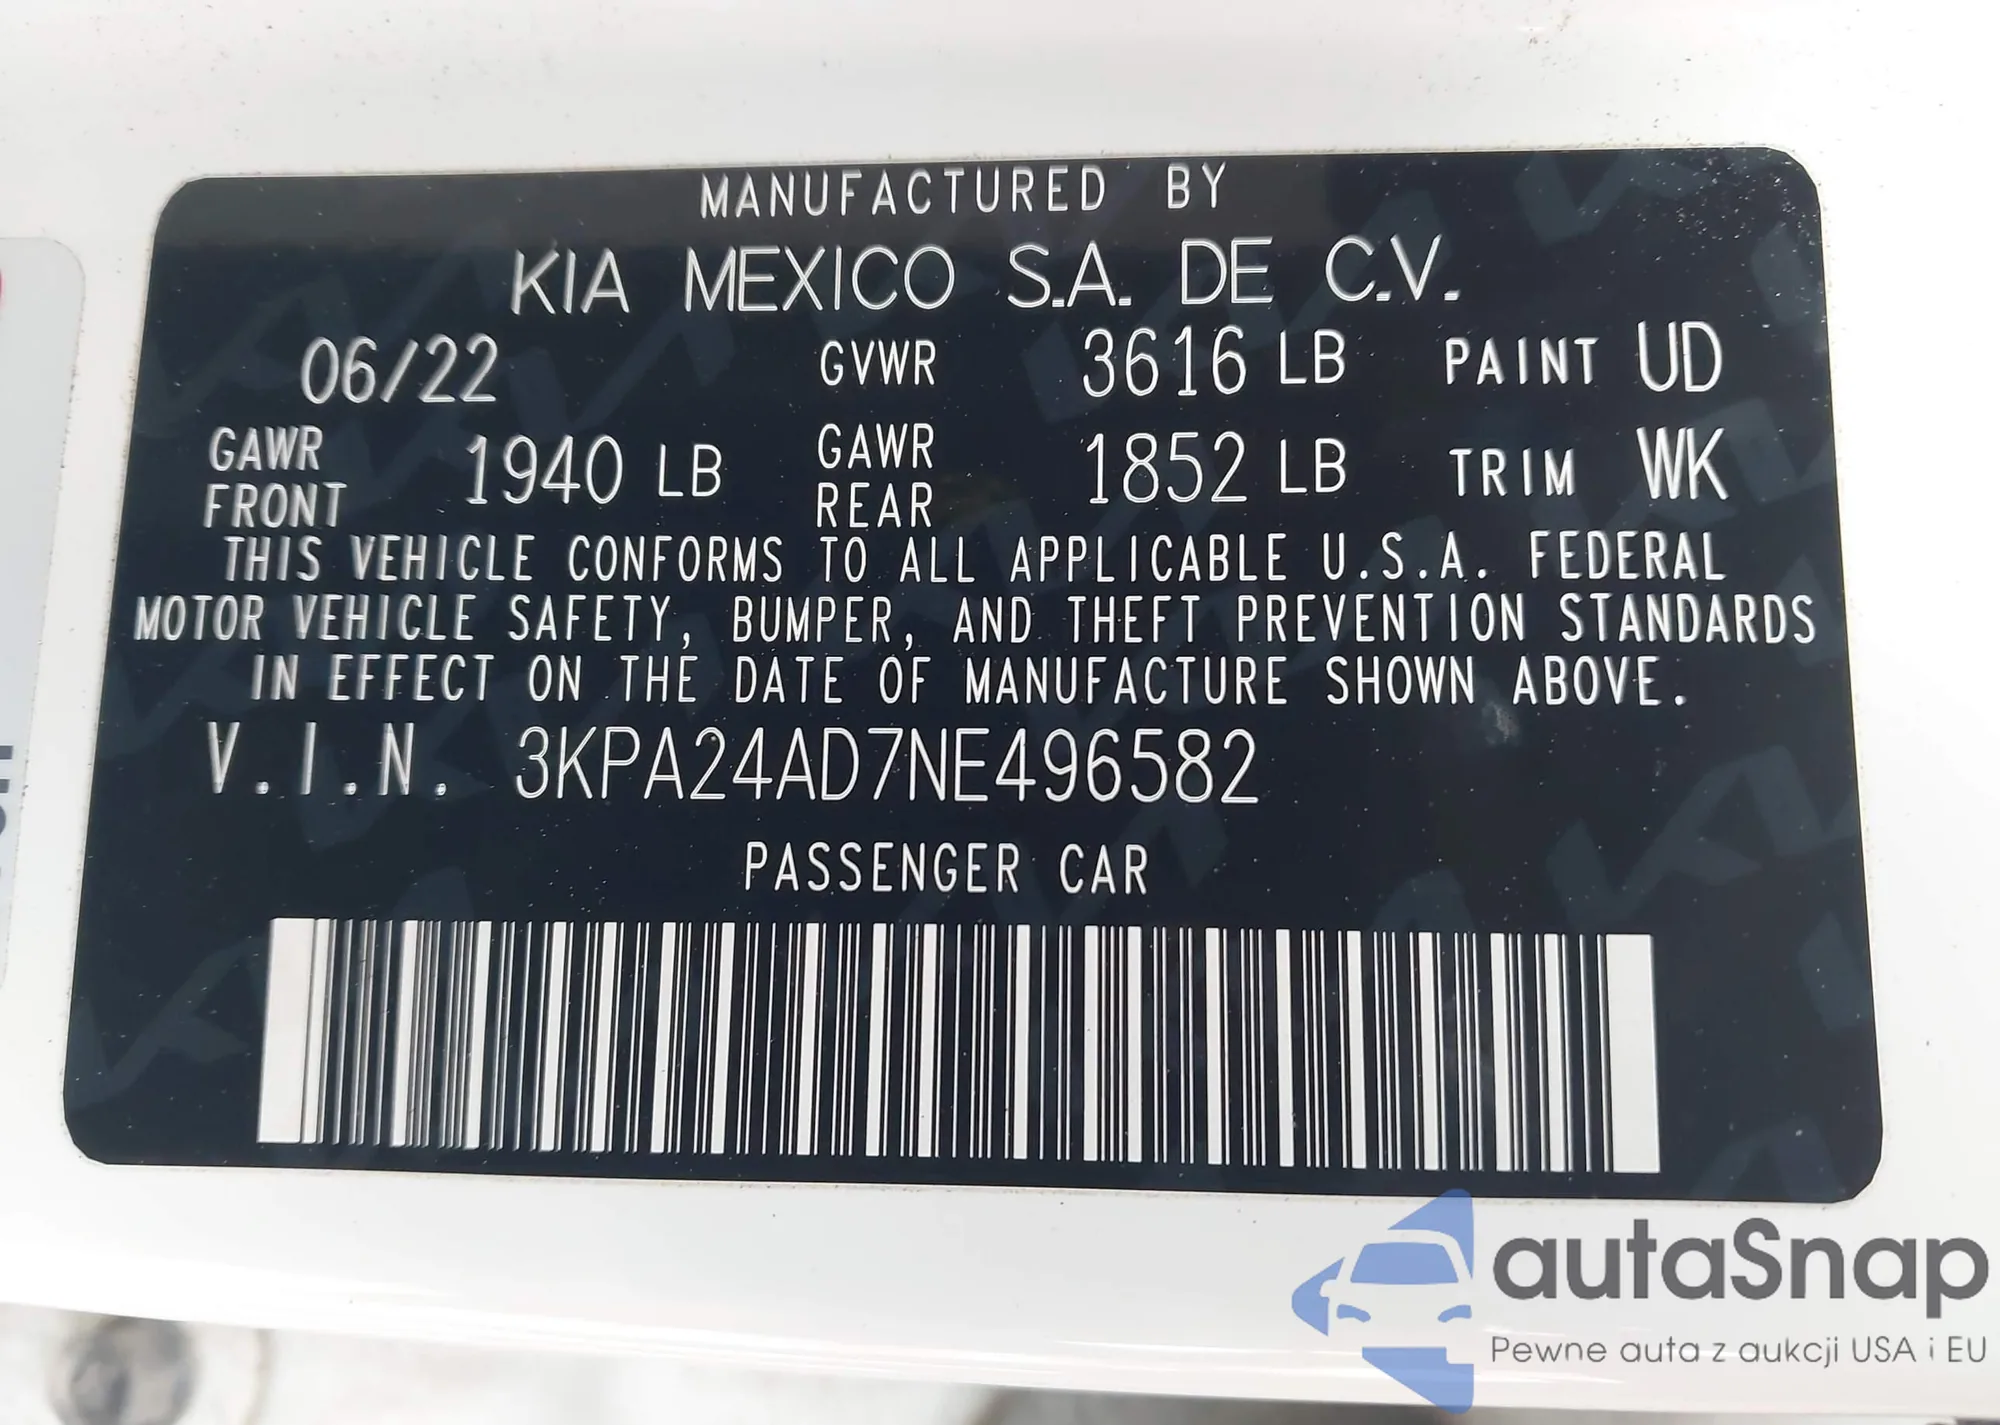 MANUFACTURED BY
KIA MEXICO S.A. DE C.V.
06/22 GVWR 3616 LB PAINT UD
GAWR FRONT 1940 LB GAWR REAR 1852 LB TRIM WK
THIS VEHICLE CONFORMS TO ALL APPLICABLE U.S.A. FEDERAL
MOTOR VEHICLE SAFETY, BUMPER, AND THEFT PREVENTION STANDARDS
IN EFFECT ON THE DATE OF MANUFACTURE SHOWN ABOVE.
V.I.N. 3KPA24AD7NE496582
PASSENGER CAR
autaSnap
Pewne auta z aukcji USA i EU